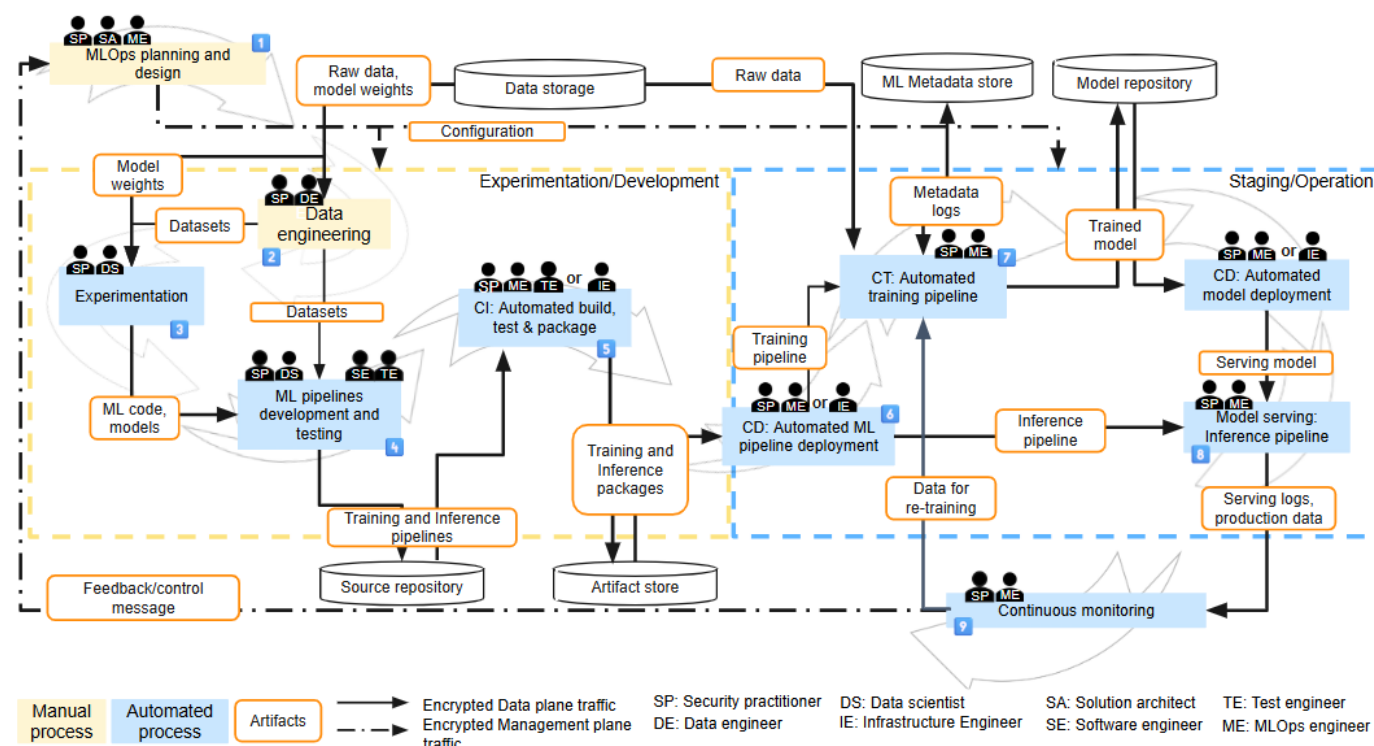 SP SA ME
1
MLOps planning and
design
Raw data,
model weights
Data storage
Raw data
ML Metadata store
Model repository
Configuration
Model
weights
Experimentation/Development
Staging/Operation
SP DE
Data
engineering
2
Datasets
Metadata
logs
Trained
model
SP DS
Experimentation
3
Datasets
SP ME TE or IE
CI: Automated build,
test & package
5
SP ME
7
CT: Automated
training pipeline
SP ME or IE
CD: Automated
model deployment
Training
pipeline
Serving model
SP DS SE TE
ML pipelines
development and
testing
4
ML code,
models
SP ME or IE
6
CD: Automated ML
pipeline deployment
Inference
pipeline
SP ME
Model serving:
Inference pipeline
8
Training and
Inference
packages
Data for
re-training
Serving logs,
production data
Training and Inference
pipelines
Source repository
Artifact store
Feedback/control
message
SP ME
Continuous monitoring
9
Manual
process
Automated
process
Artifacts
Encrypted Data plane traffic
Encrypted Management plane
traffic
SP: Security practitioner
DE: Data engineer
DS: Data scientist
IE: Infrastructure Engineer
SA: Solution architect
SE: Software engineer
TE: Test engineer
ME: MLOps engineer